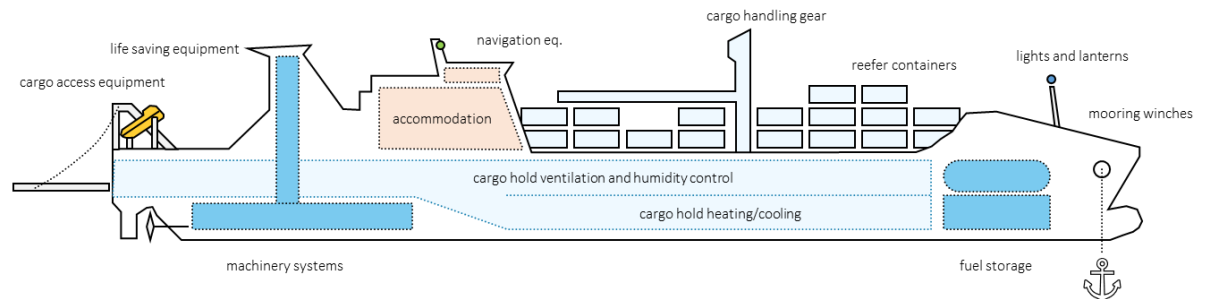 cargo handling gear
navigation eq.
life saving equipment
lights and lanterns
reefer containers
cargo access equipment
mooring winches
accommodation
cargo hold ventilation and humidity control
cargo hold heating/cooling
machinery systems
fuel storage